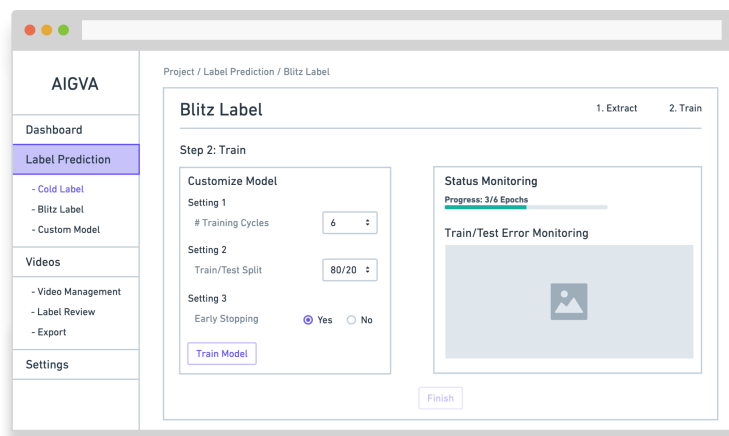 AIGVA
Dashboard
Label Prediction
- Cold Label
- Blitz Label
- Custom Model
Videos
- Video Management
- Label Review
- Export
Settings
Project / Label Prediction / Blitz Label
Blitz Label
1. Extract
2. Train
Step 2: Train
Customize Model
Setting 1
# Training Cycles
6
Setting 2
Train/Test Split
80/20
Setting 3
Early Stopping
Yes
No
Train Model
Status Monitoring
Progress: 3/6 Epochs
Train/Test Error Monitoring
Finish